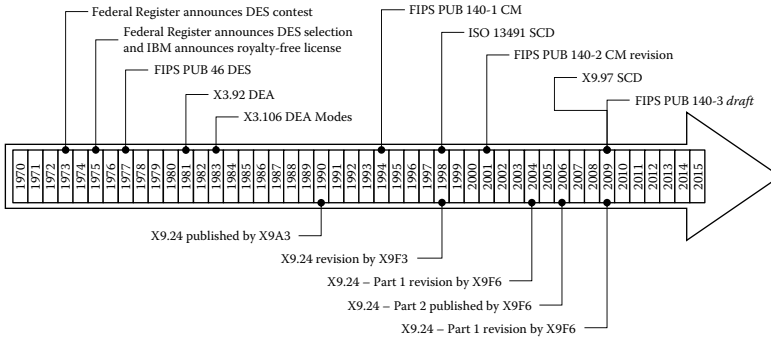 Federal Register announces DES contest
Federal Register announces DES selection
and IBM announces royalty-free license
FIPS PUB 46 DES
X3.92 DEA
X3.106 DEA Modes
FIPS PUB 140-1 CM
ISO 13491 SCD
FIPS PUB 140-2 CM revision
X9.97 SCD
FIPS PUB 140-3 draft
1970 1971 1972 1973 1974 1975 1976 1977 1978 1979 1980 1981 1982 1983 1984 1985 1986 1987 1988 1989 1990 1991 1992 1993 1994 1995 1996 1997 1998 1999 2000 2001 2002 2003 2004 2005 2006 2007 2008 2009 2010 2011 2012 2013 2014 2015
X9.24 published by X9A3
X9.24 revision by X9F3
X9.24 – Part 1 revision by X9F6
X9.24 – Part 2 published by X9F6
X9.24 – Part 1 revision by X9F6